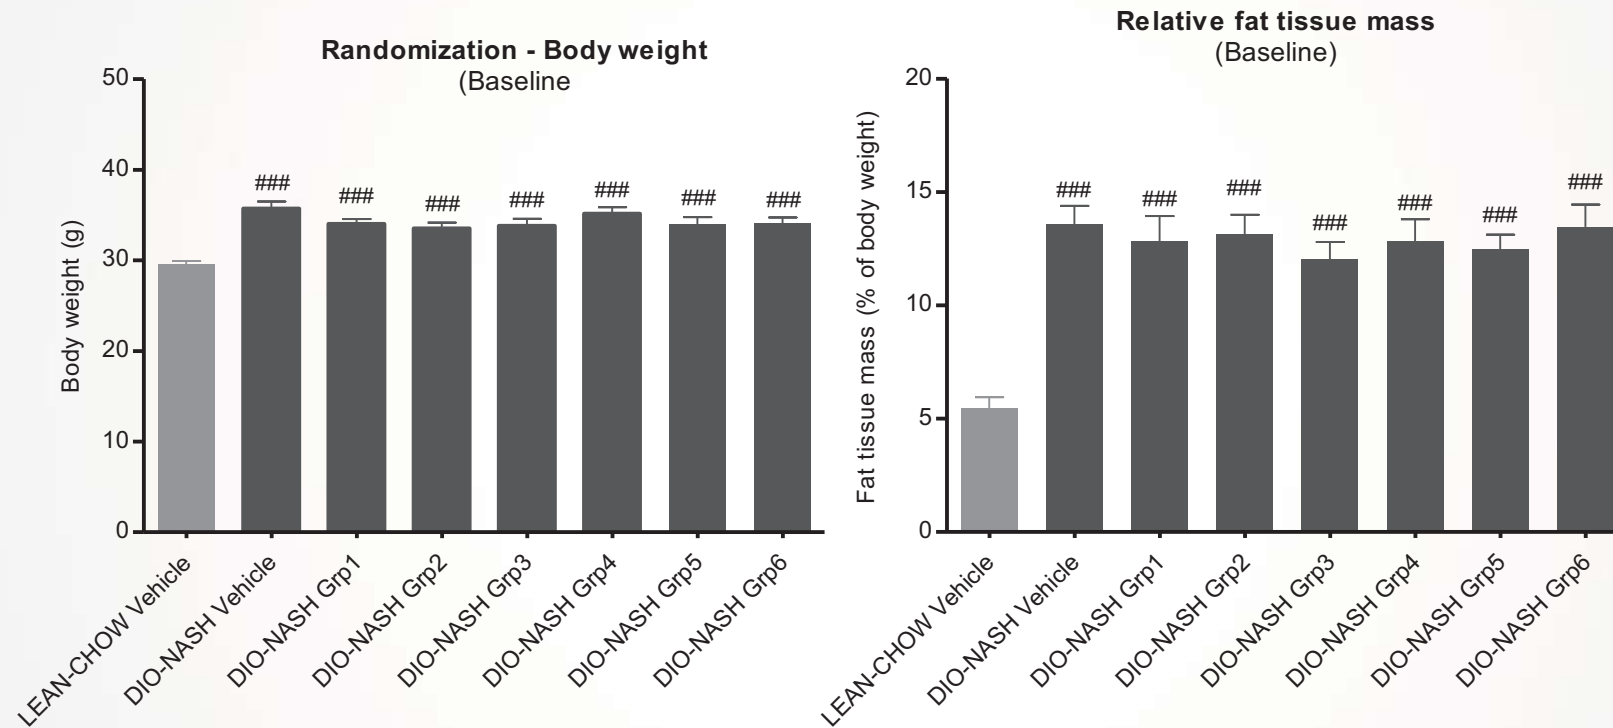 Randomization - Body weight
(Baseline
50
40
30
20
10
0
Body weight (g)
###
###
###
###
###
###
###
LEAN-CHOW Vehicle
DIO-NASH Vehicle
DIO-NASH Grp1
DIO-NASH Grp2
DIO-NASH Grp3
DIO-NASH Grp4
DIO-NASH Grp5
DIO-NASH Grp6
Relative fat tissue mass
(Baseline)
20
15
10
5
0
Fat tissue mass (% of body weight)
###
###
###
###
###
###
###
LEAN-CHOW Vehicle
DIO-NASH Vehicle
DIO-NASH Grp1
DIO-NASH Grp2
DIO-NASH Grp3
DIO-NASH Grp4
DIO-NASH Grp5
DIO-NASH Grp6